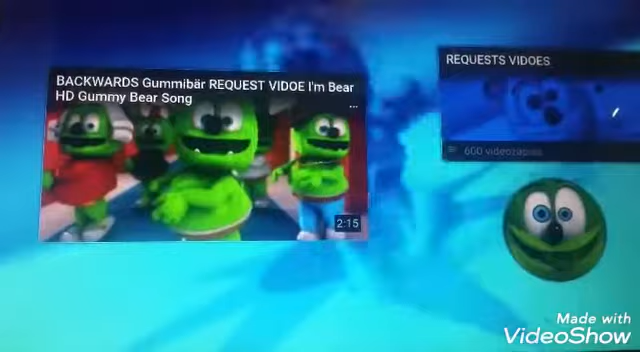 BACKWARDS Gummibär REQUEST VIDOE I'm Bear
HD Gummy Bear Song
2:15
REQUESTS VIDOES
600 videozapisa
Made with
VideoShow